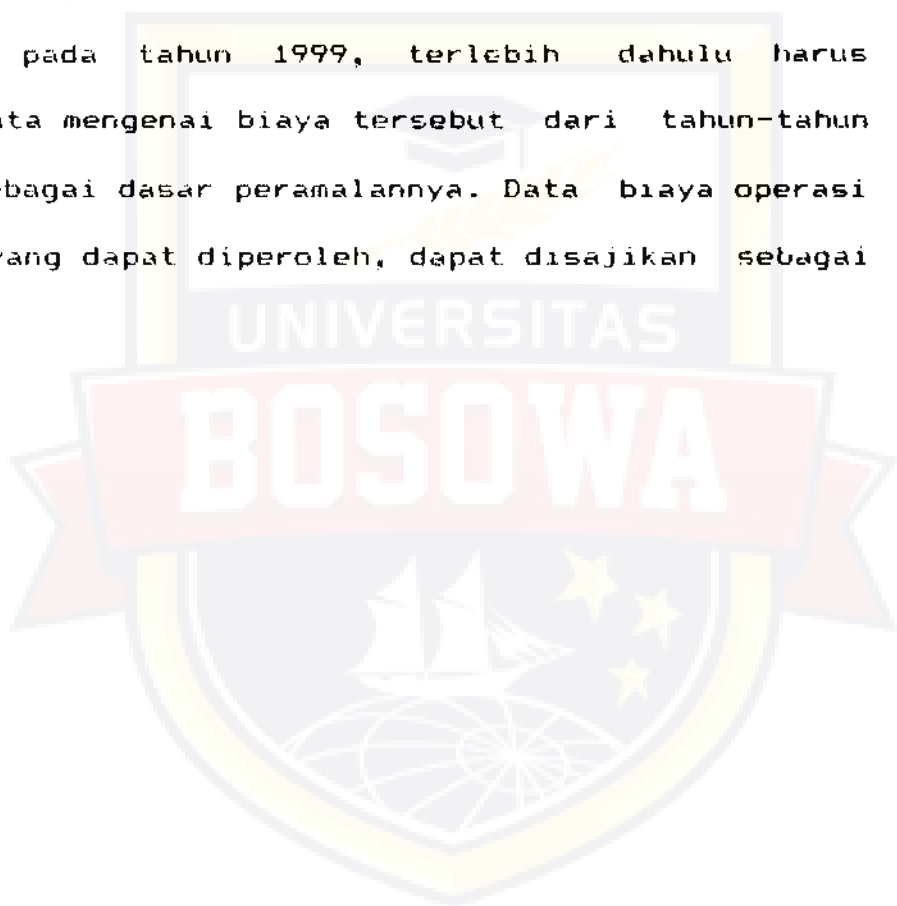 pada tahun 1999, terlebih dahulu harus
ata mengenai biaya tersebut dari tahun-tahun
ebagai dasar peramalannya. Data biaya operasi
yang dapat diperoleh, dapat disajikan sebagai
UNIVERSITAS
BOSOWA